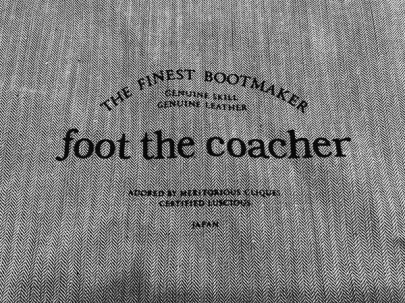 THE FINEST BOOTMAKER
GENUINE SKILL
GENUINE LEATHER
foot the coacher
ADORED BY MERITORIOUS CLIQUES
CERTIFIED LUSCIOUS
JAPAN